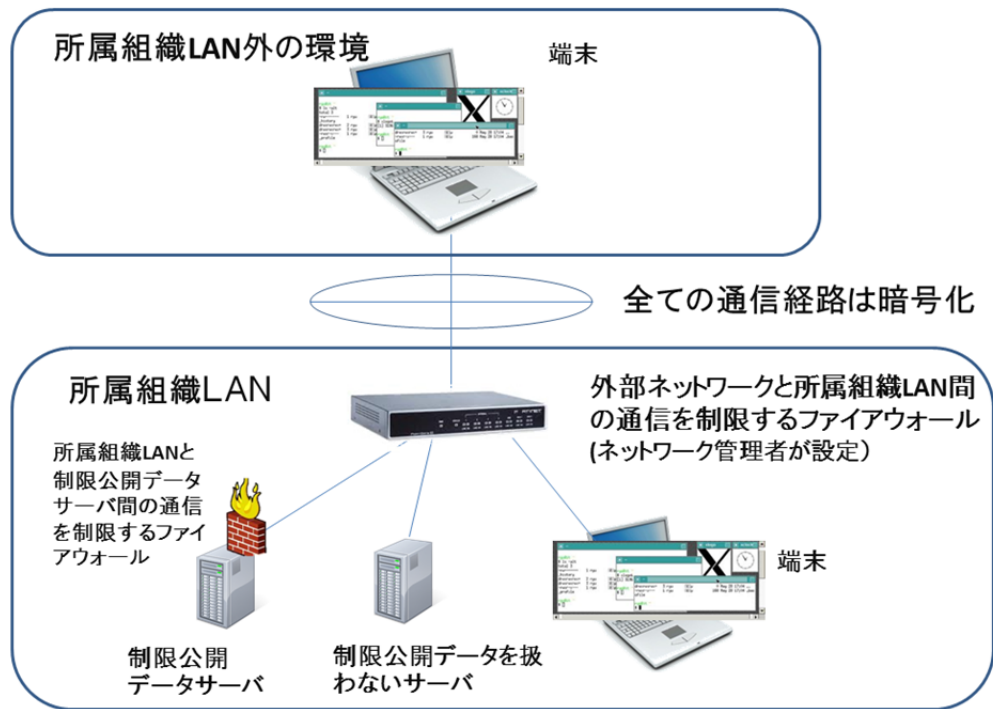 所属組織LAN外の環境
端末
全ての通信経路は暗号化
所属組織LAN
外部ネットワークと所属組織LAN間
の通信を制限するファイアウォール
(ネットワーク管理者が設定)
所属組織LANと
制限公開データ
サーバ間の通信
を制限するファイ
アウォール
端末
制限公開
データサーバ
制限公開データを扱
わないサーバ